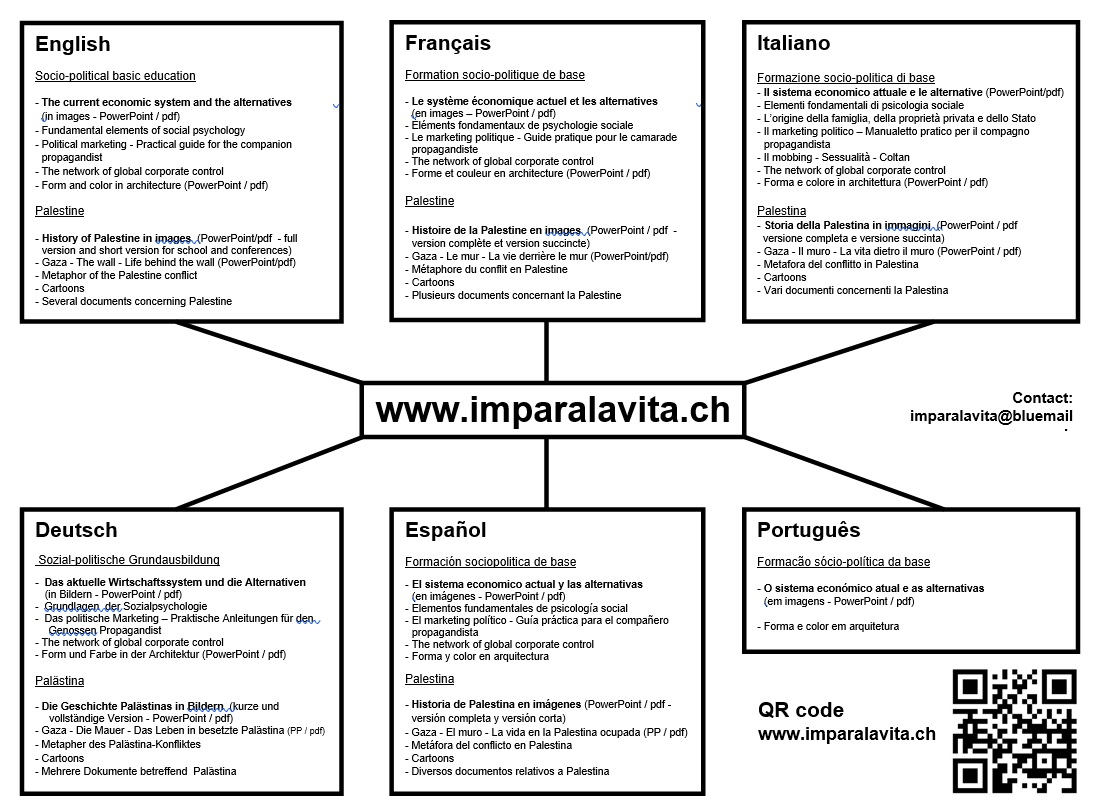 English
Socio-political basic education
- The current economic system and the alternatives
(in images - PowerPoint / pdf)
- Fundamental elements of social psychology
- Political marketing - Practical guide for the companion
propagandist
- The network of global corporate control
- Form and color in architecture (PowerPoint / pdf)
Palestine
- History of Palestine in images (PowerPoint/pdf - full
version and short version for school and conferences)
- Gaza - The wall - Life behind the wall (PowerPoint/pdf)
- Metaphor of the Palestine conflict
- Cartoons
- Several documents concerning Palestine
Français
Formation socio-politique de base
- Le système économique actuel et les alternatives
(en images – PowerPoint / pdf)
- Eléments fondamentaux de psychologie sociale
- Le marketing politique - Guide pratique pour le camarade
propagandiste
- The network of global corporate control
- Forme et couleur en architecture (PowerPoint / pdf)
Palestine
- Histoire de la Palestine en images (PowerPoint / pdf -
version complète et version succincte)
- Gaza - Le mur - La vie derrière le mur (PowerPoint/pdf)
- Métaphore du conflit en Palestine
- Cartoons
- Plusieurs documents concernant la Palestine
Italiano
Formazione socio-politica di base
- Il sistema economico attuale e le alternative (PowerPoint/pdf)
- Elementi fondamentali di psicologia sociale
- L'origine della famiglia, della proprietà privata e dello Stato
- Il marketing politico – Manualetto pratico per il compagno
propagandista
- Il mobbing - Sessualità - Coltan
- The network of global corporate control
- Forma e colore in architettura (PowerPoint / pdf)
Palestina
- Storia della Palestina in immagini (PowerPoint / pdf
versione completa e versione succinta)
- Gaza - Il muro - La vita dietro il muro (PowerPoint / pdf)
- Metafora del conflitto in Palestina
- Cartoons
- Vari documenti concernenti la Palestina
www.imparalavita.ch
Contact:
imparalavita@bluemail
.
Deutsch
Sozial-politische Grundausbildung
- Das aktuelle Wirtschaftssystem und die Alternativen
(in Bildern - PowerPoint / pdf)
- Grundlagen der Sozialpsychologie
- Das politische Marketing – Praktische Anleitungen für den
Genossen Propagandist
- The network of global corporate control
- Form und Farbe in der Architektur (PowerPoint / pdf)
Palästina
- Die Geschichte Palästinas in Bildern (kurze und
vollständige Version - PowerPoint / pdf)
- Gaza - Die Mauer - Das Leben in besetzte Palästina (PP / pdf)
- Metapher des Palästina-Konfliktes
- Cartoons
- Mehrere Dokumente betreffend Palästina
Español
Formación sociopolitica de base
- El sistema economico actual y las alternativas
(en imágenes - PowerPoint / pdf)
- Elementos fundamentales de psicología social
- El marketing político - Guía práctica para el compañero
propagandista
- The network of global corporate control
- Forma y color en arquitectura
Palestina
- Historia de Palestina en imágenes (PowerPoint / pdf -
versión completa y versión corta)
- Gaza - El muro - La vida en la Palestina ocupada (PP / pdf)
- Metáfora del conflicto en Palestina
- Cartoons
- Diversos documentos relativos a Palestina
Português
Formacão sócio-política da base
- O sistema económico atual e as alternativas
(em imagens - PowerPoint / pdf)
- Forma e color em arquitetura
QR code
www.imparalavita.ch